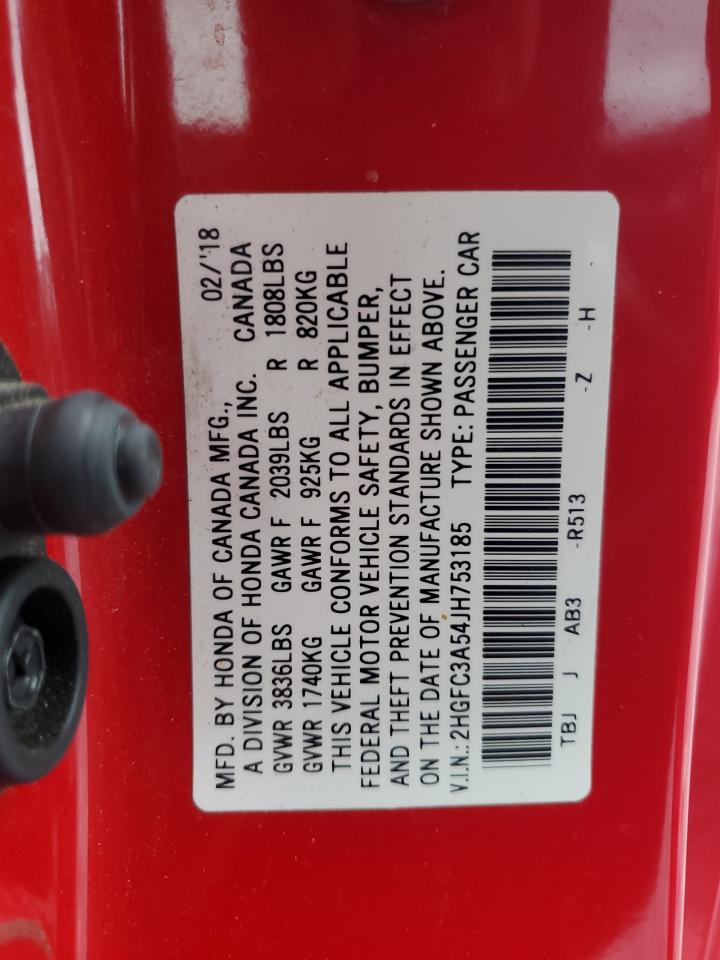 MFD. BY HONDA OF CANADA MFG., 02/'18
A DIVISION OF HONDA CANADA INC. CANADA
GVWR 3836LBS GAWR F 2039LBS R 1808LBS
GVWR 1740KG GAWR F 925KG R 820KG
THIS VEHICLE CONFORMS TO ALL APPLICABLE
FEDERAL MOTOR VEHICLE SAFETY, BUMPER,
AND THEFT PREVENTION STANDARDS IN EFFECT
ON THE DATE OF MANUFACTURE SHOWN ABOVE.
V.I.N.: 2HGFC3A54JH753185 TYPE: PASSENGER CAR
TBJ J AB3 -R513 -Z -H